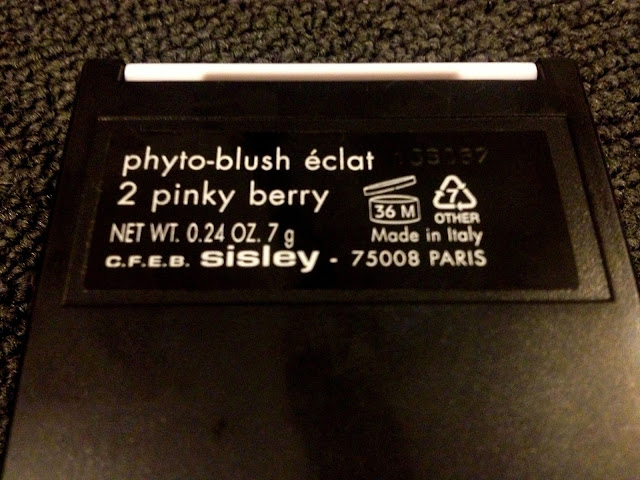 phyto-blush éclat
2 pinky berry
36 M
7
OTHER
NET WT. 0.24 OZ. 7 g
Made in Italy
C.F.E.B. sisley - 75008 PARIS